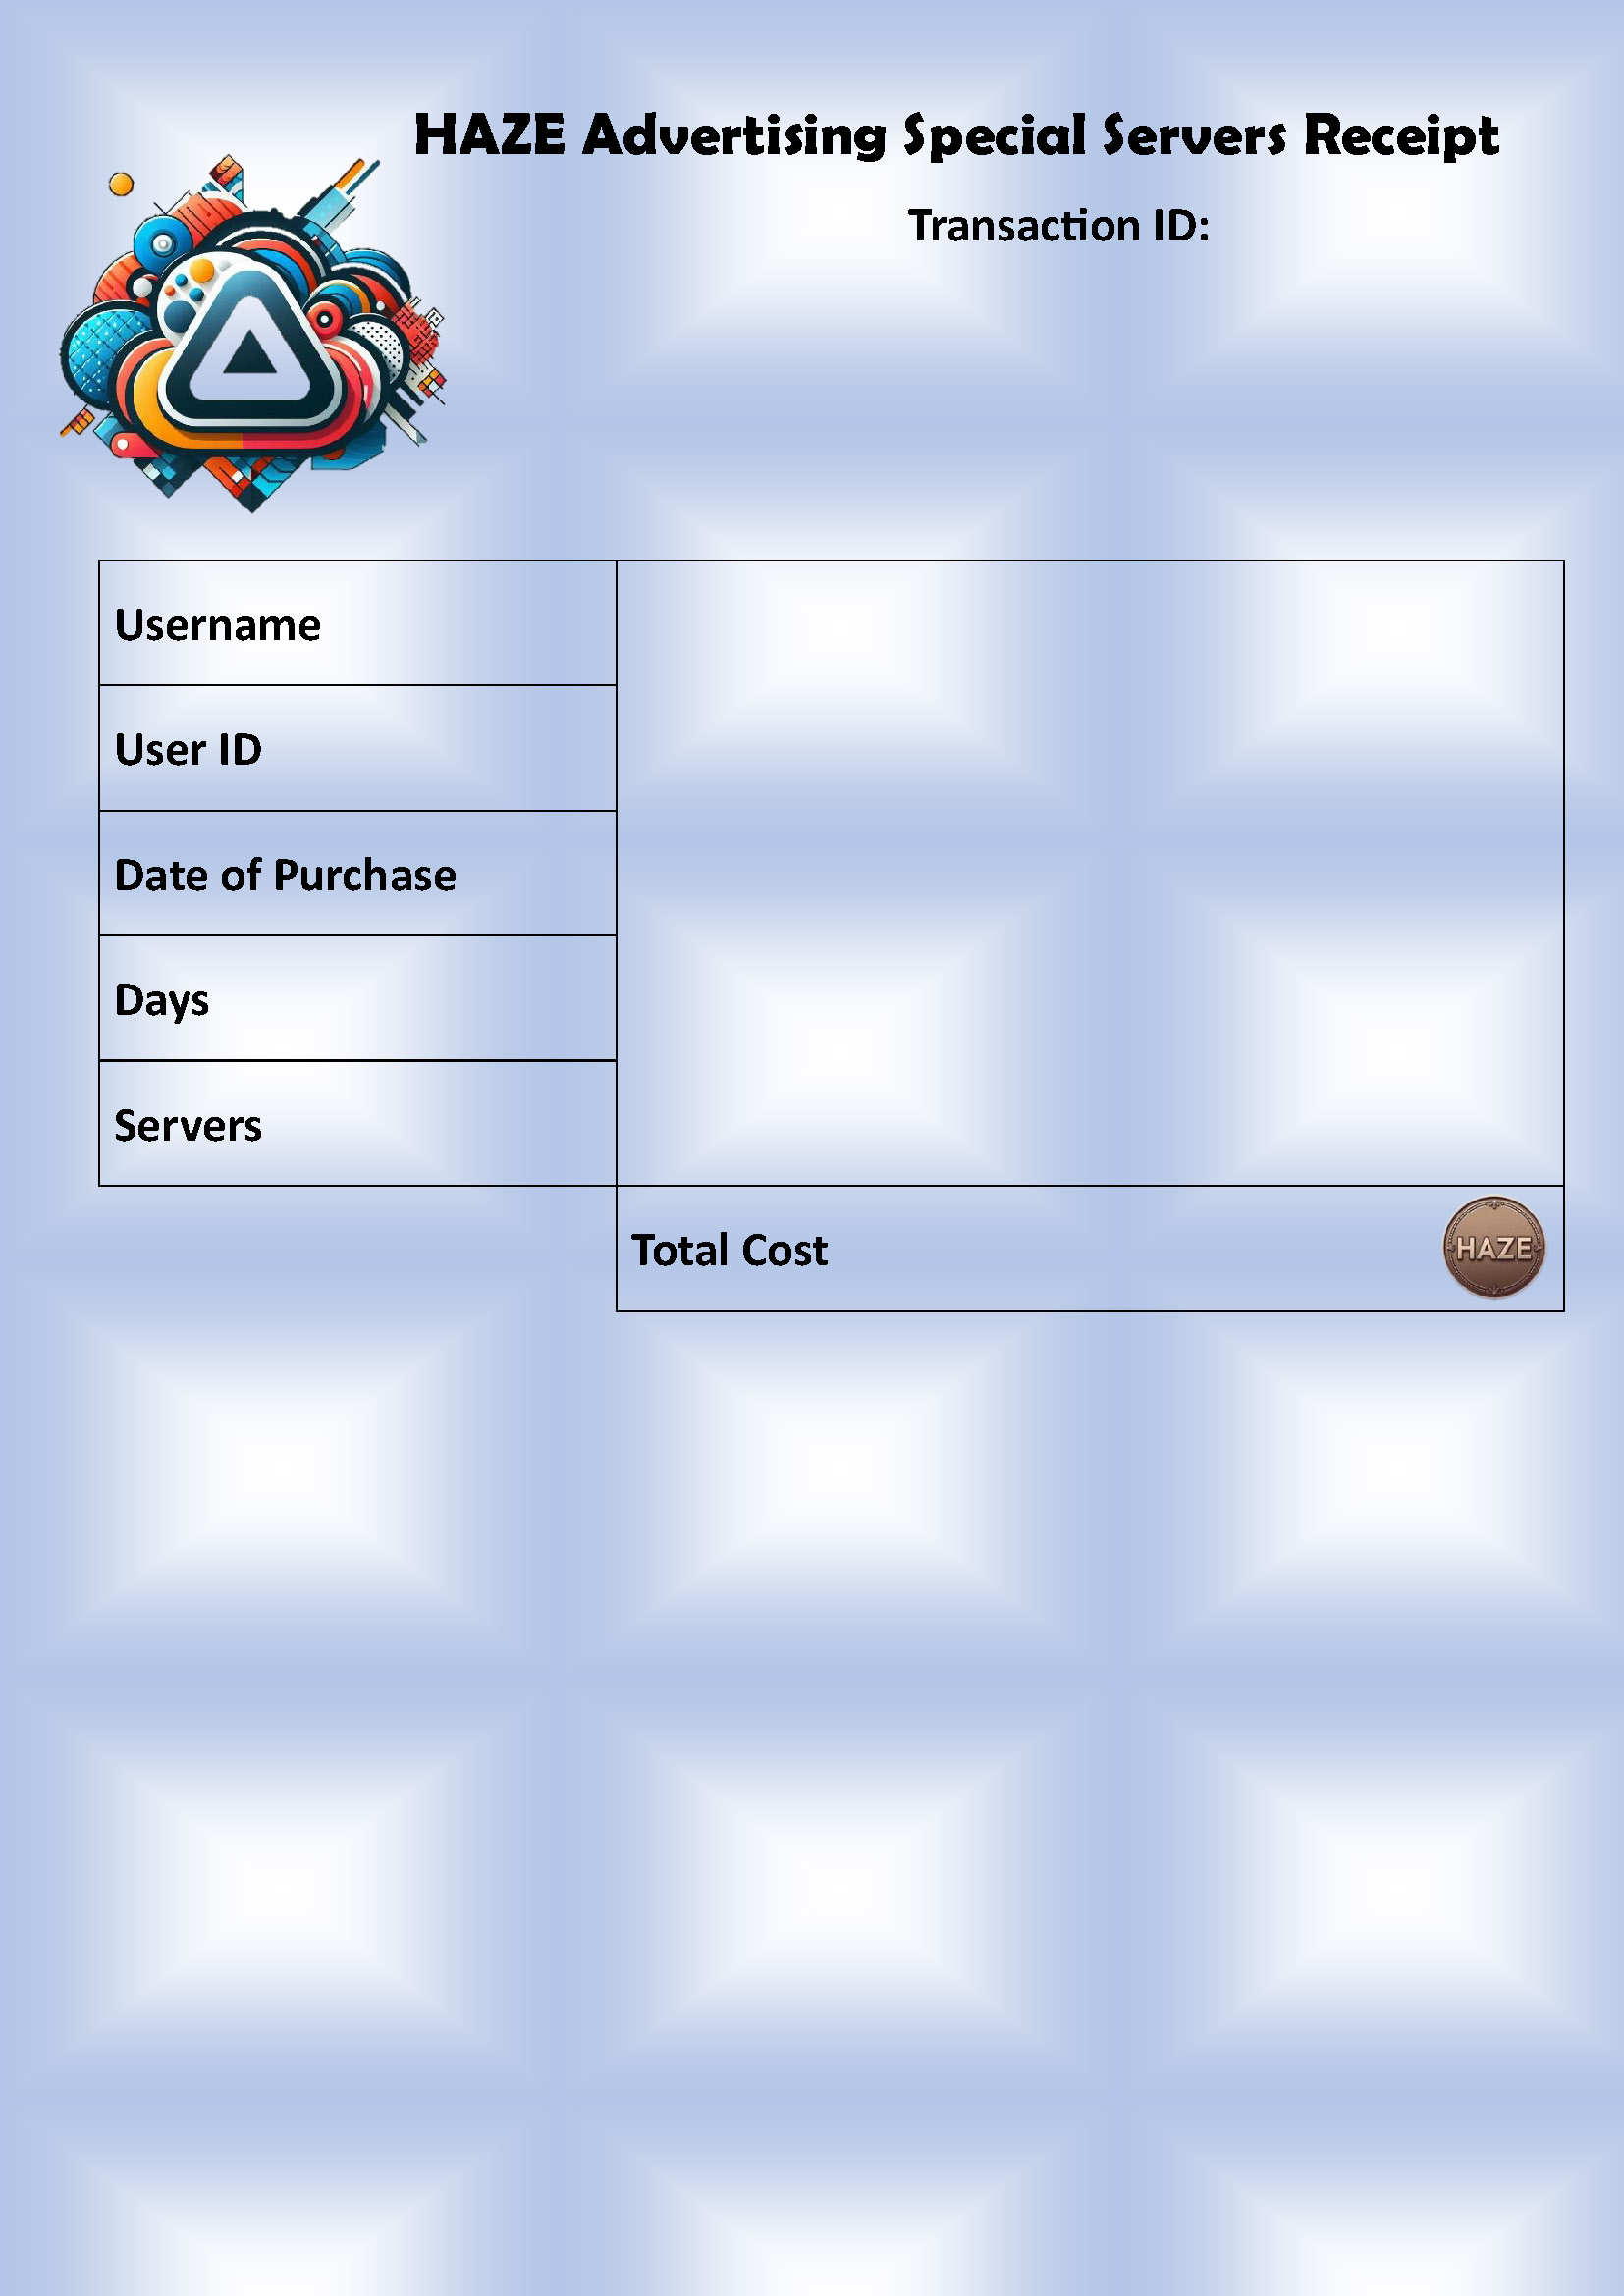 HAZE Advertising Special Servers Receipt
Transaction ID:
Username
User ID
Date of Purchase
Days
Servers
Total Cost
HAZE